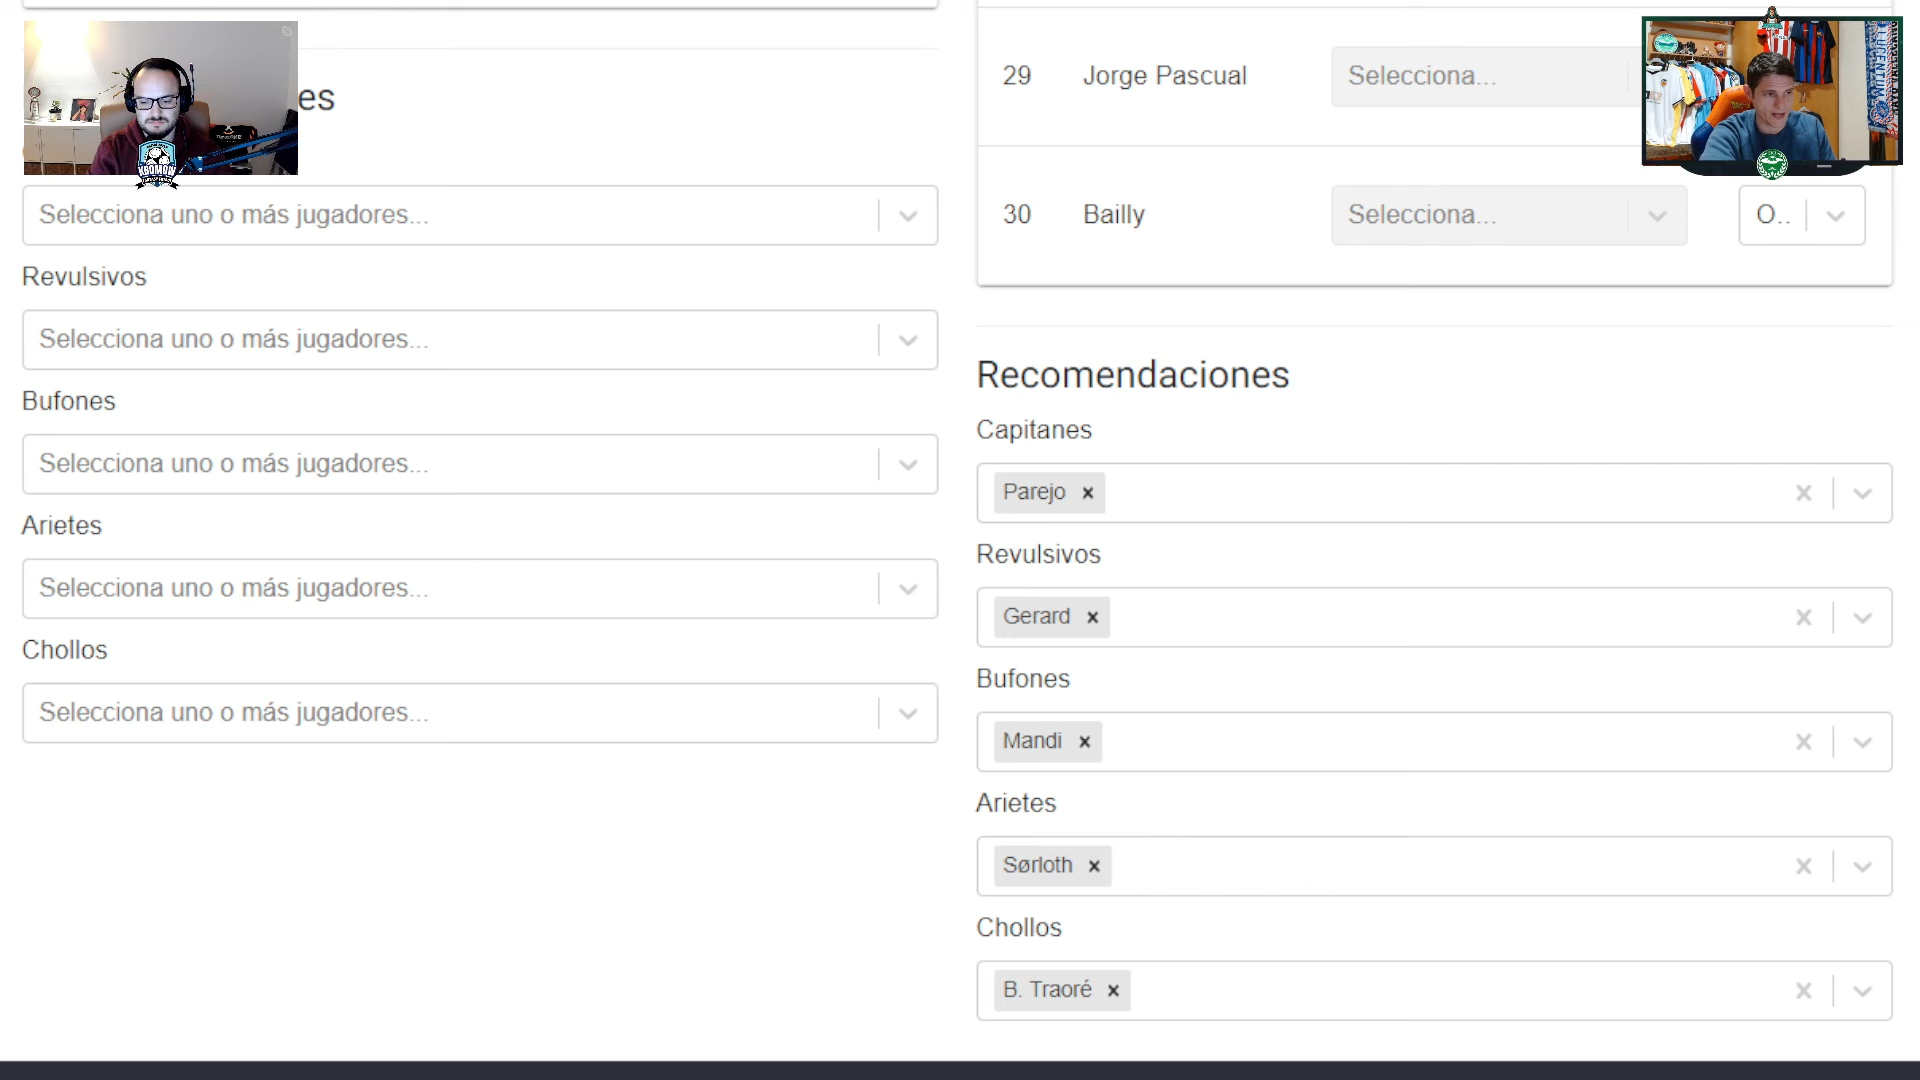 es
Selecciona uno o más jugadores...
Revulsivos
Selecciona uno o más jugadores...
Bufones
Selecciona uno o más jugadores...
Arietes
Selecciona uno o más jugadores...
Chollos
Selecciona uno o más jugadores...
29 Jorge Pascual Selecciona...
30 Bailly Selecciona... O..
Recomendaciones
Capitanes
Parejo
Revulsivos
Gerard
Bufones
Mandi
Arietes
Sørloth
Chollos
B. Traoré